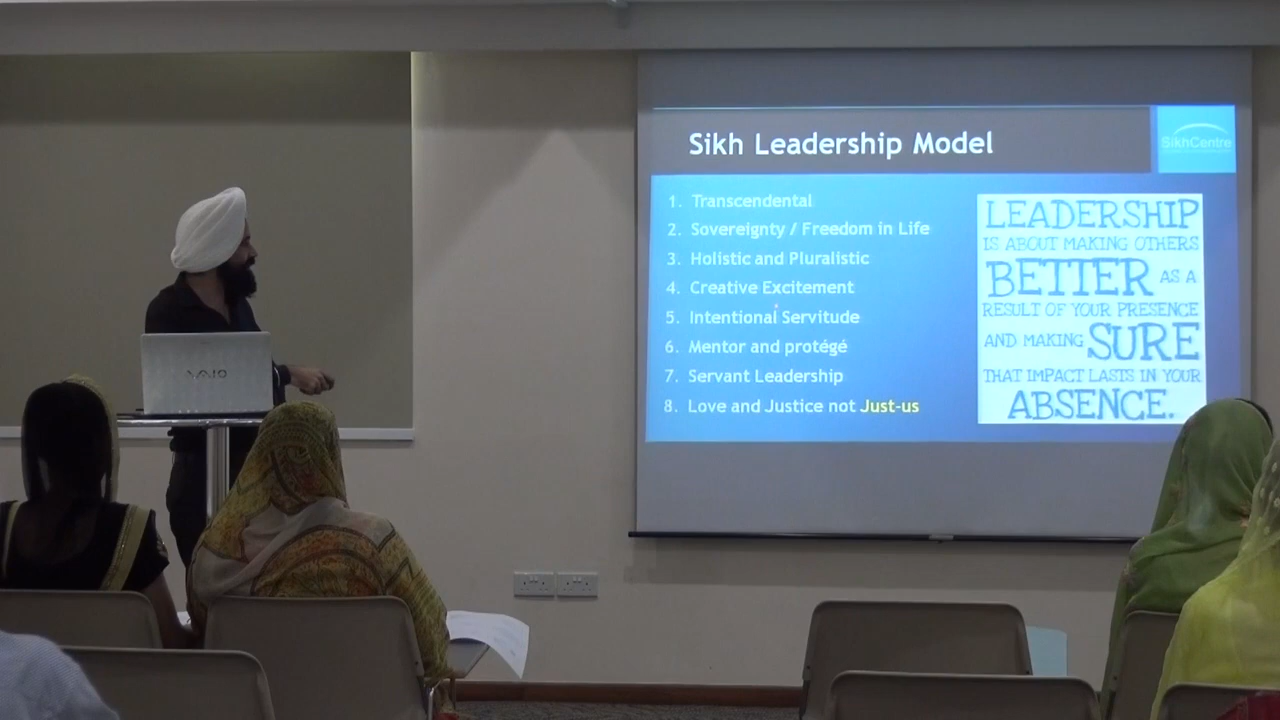 Sikh Leadership Model
SikhCentre
1. Transcendental
2. Sovereignty / Freedom in Life
3. Holistic and Pluralistic
4. Creative Excitement
5. Intentional Servitude
6. Mentor and protégé
7. Servant Leadership
8. Love and Justice not Just-us
LEADERSHIP
IS ABOUT MAKING OTHERS
BETTER AS A
RESULT OF YOUR PRESENCE
AND MAKING SURE
THAT IMPACT LASTS IN YOUR
ABSENCE.
VAIO